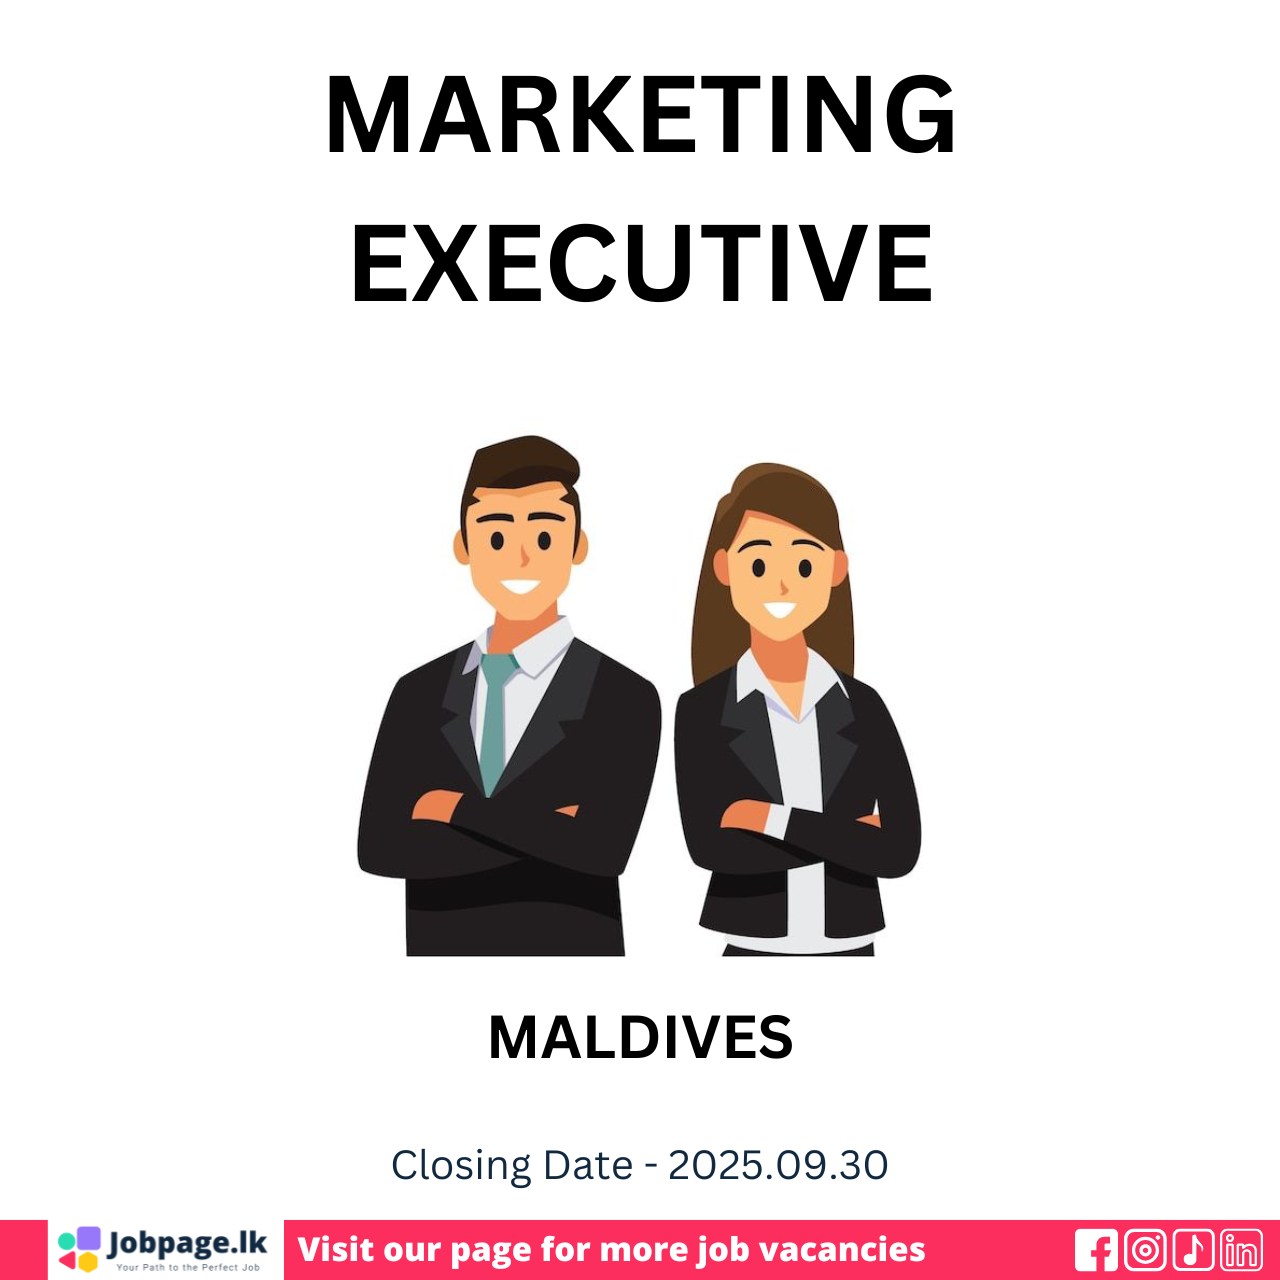 MARKETING
EXECUTIVE
MALDIVES
Closing Date - 2025.09.30
Jobpage.lk
Your Path to the Perfect Job
Visit our page for more job vacancies
in